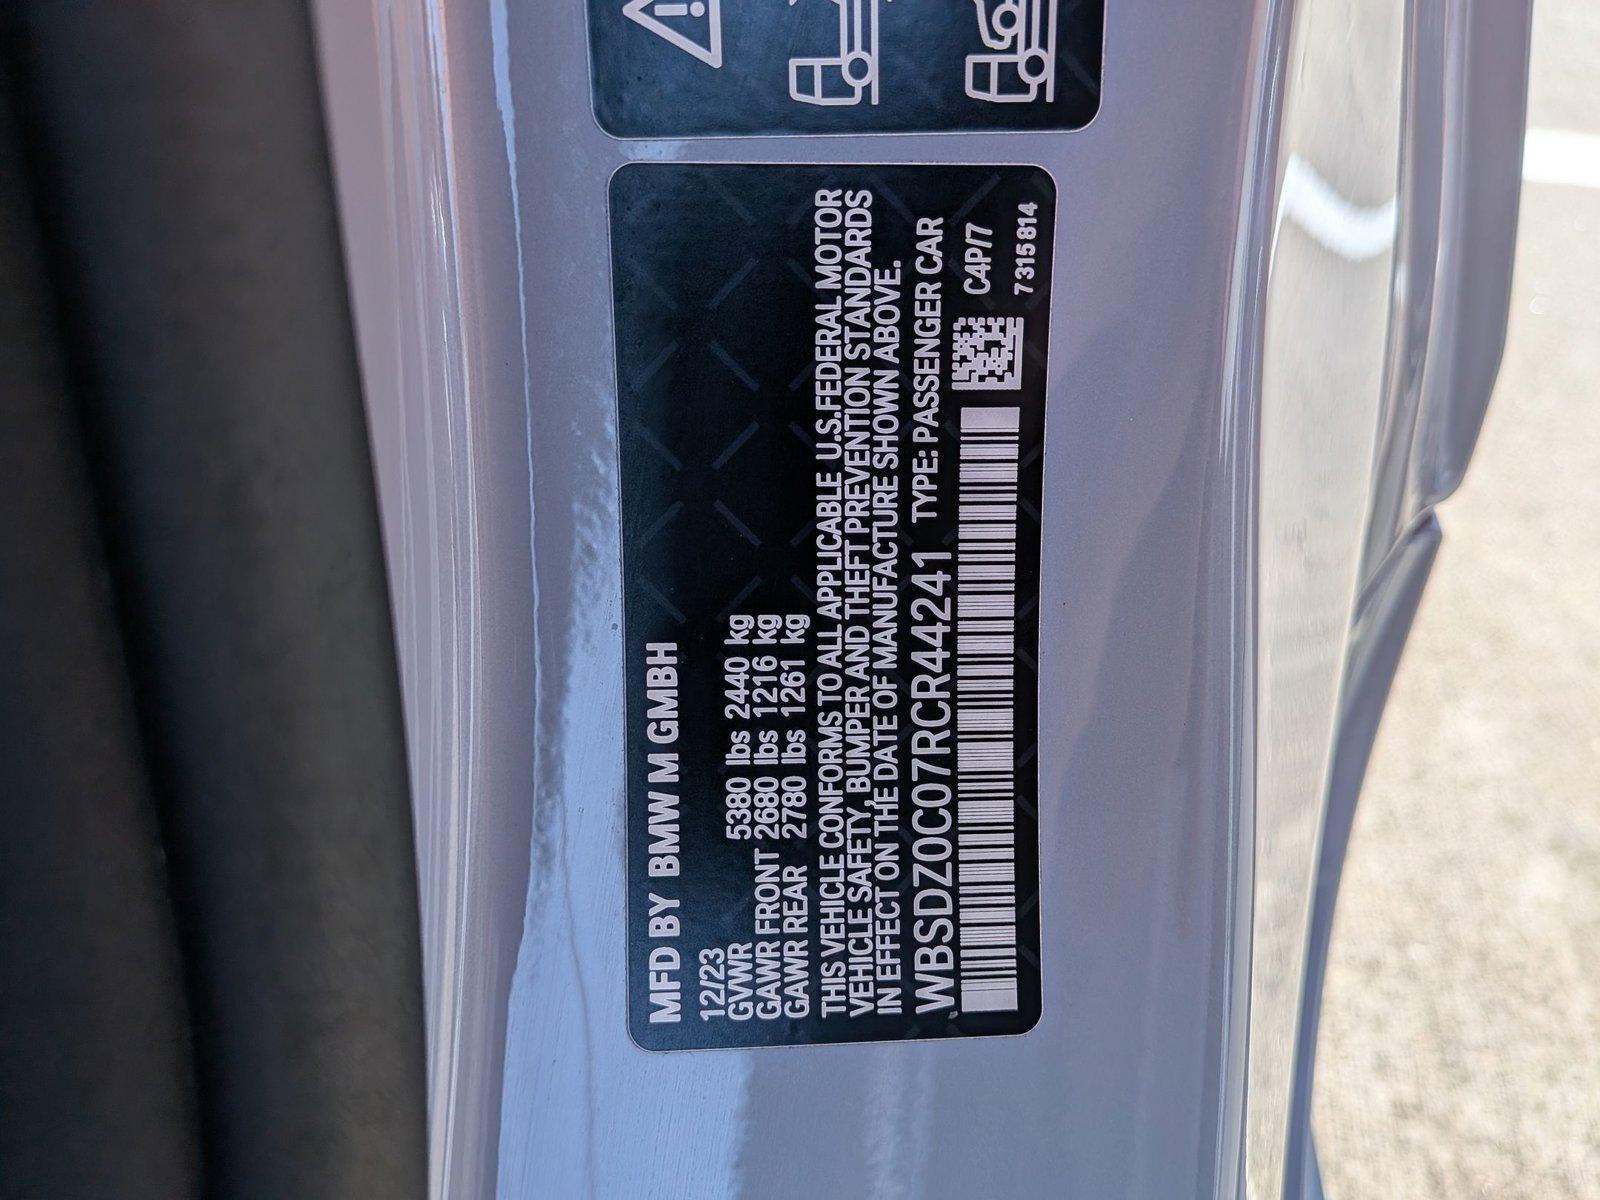 MFD BY BMW M GMBH
12/23
GVWR 5380 lbs 2440 kg
GAWR FRONT 2680 lbs 1216 kg
GAWR REAR 2780 lbs 1261 kg
THIS VEHICLE CONFORMS TO ALL APPLICABLE U.S.FEDERAL MOTOR
VEHICLE SAFETY, BUMPER AND THEFT PREVENTION STANDARDS
IN EFFECT ON THE DATE OF MANUFACTURE SHOWN ABOVE.
WBSDZ0C07RCR44241 TYPE: PASSENGER CAR
C4P/7
7 315 814